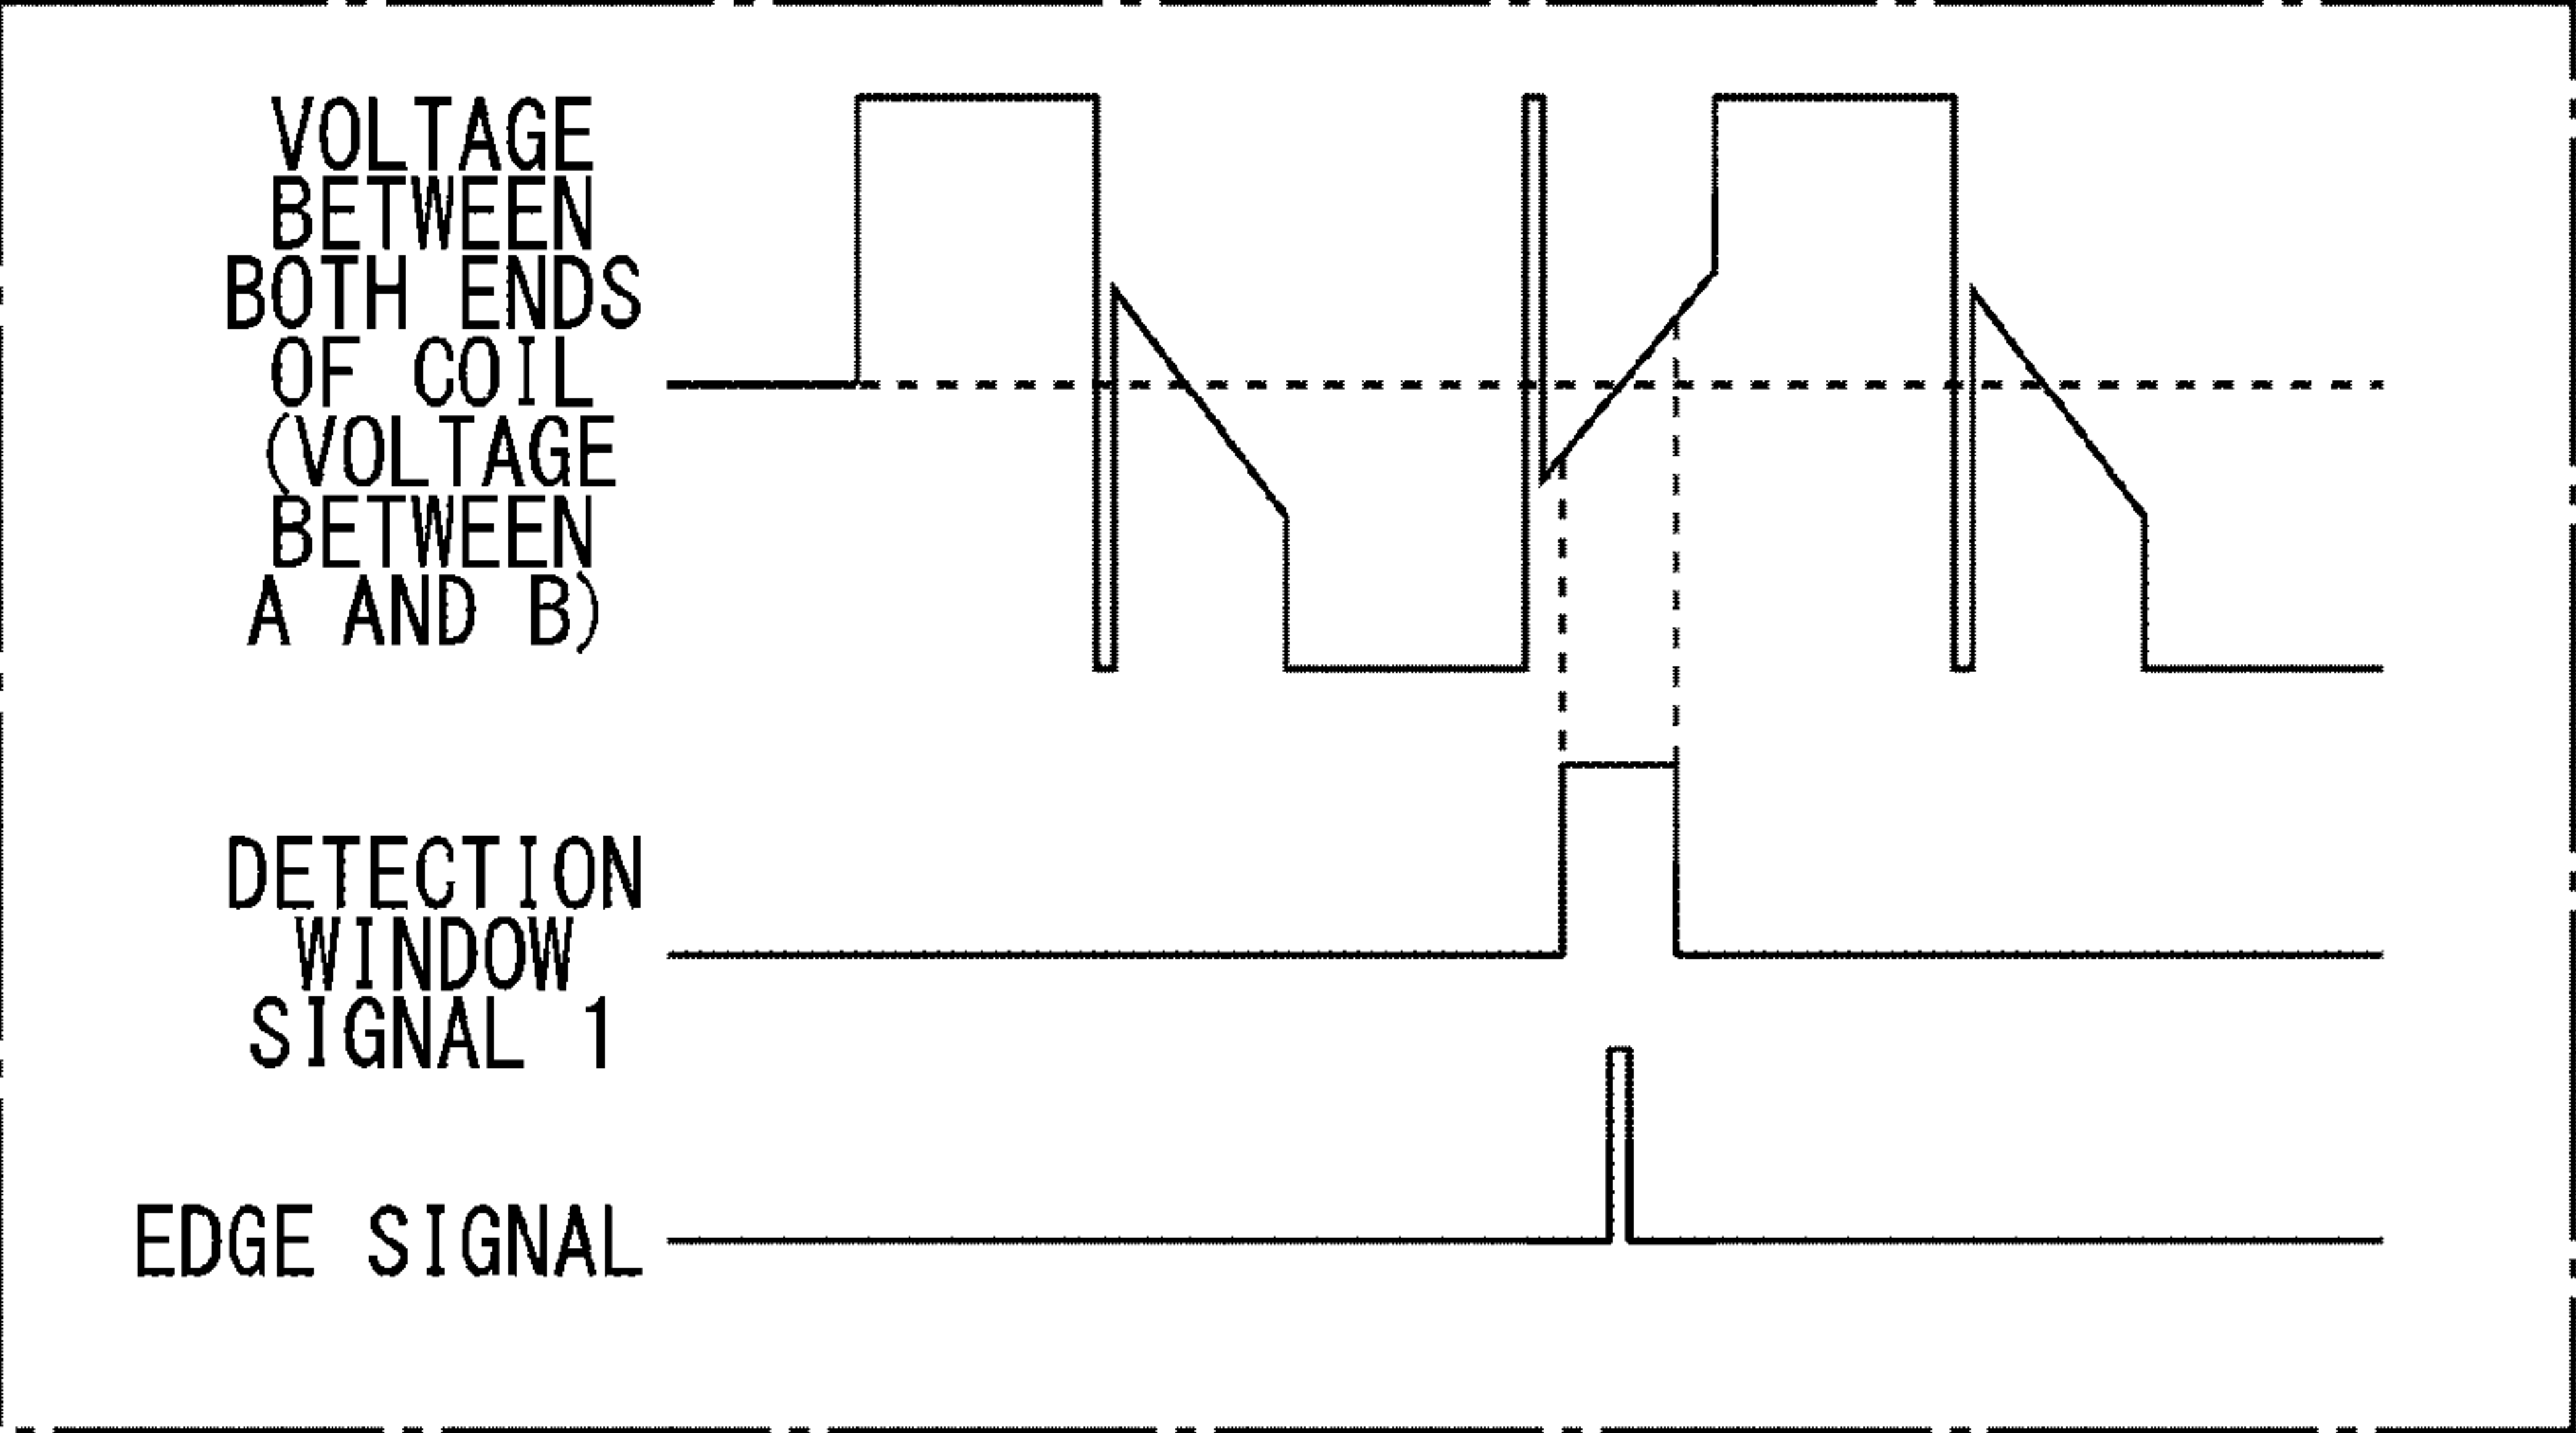 VOLTAGE
BETWEEN
BOTH ENDS
OF COIL
(VOLTAGE
BETWEEN
A AND B)
DETECTION
WINDOW
SIGNAL 1
EDGE SIGNAL